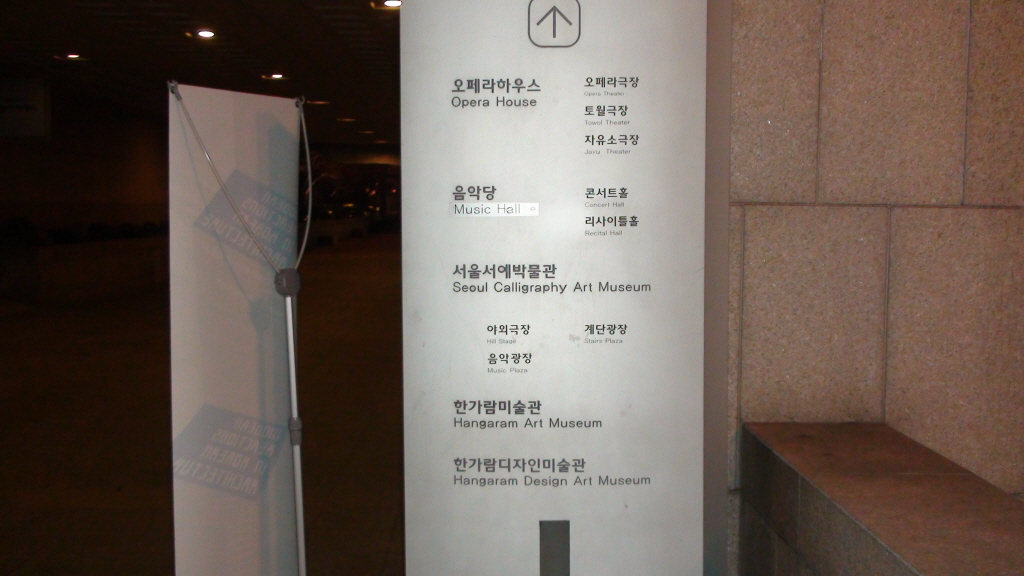 오페라하우스
Opera House
오페라극장
Opera Theater
토월극장
Towol Theater
자유소극장
Jayu Theater
음악당
Music Hall
콘서트홀
Concert Hall
리사이틀홀
Recital Hall
서울서예박물관
Seoul Calligraphy Art Museum
야외극장
Hill Stage
계단광장
Stairs Plaza
음악광장
Music Plaza
한가람미술관
Hangaram Art Museum
한가람디자인미술관
Hangaram Design Art Museum